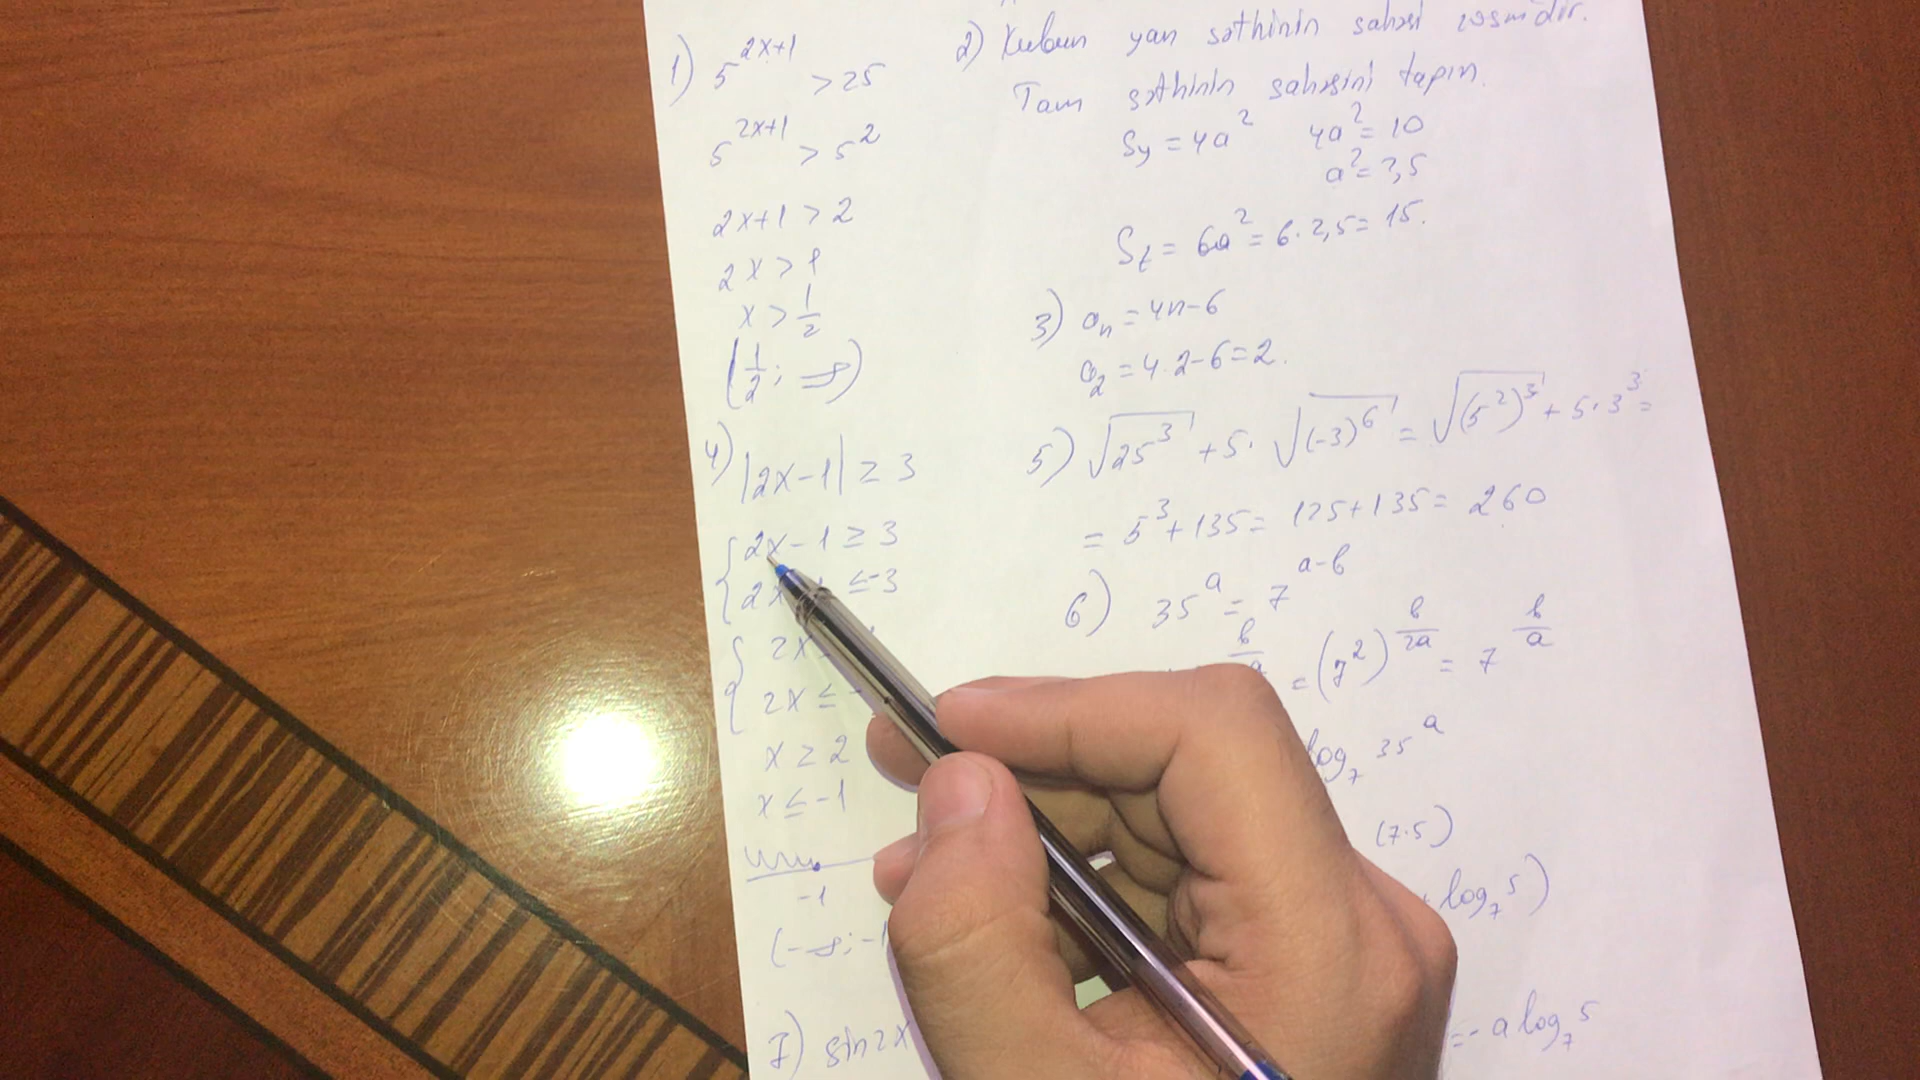 1) 5^{2x+1} > 25
5^{2x+1} > 5^2
2x+1 > 2
2x > 1
x > 1/2
(1/2; ∞)
2) Kubun yan səthinin sahəsi
Tam səthinin sahəsini tapın.
S_y = 4a^2 4a^2 = 10
a^2 = 2,5
S_t = 6a^2 = 6·2,5 = 15.
3) a_n = 4n-6
a_2 = 4·2-6 = 2.
4) |2x-1| ≥ 3
{2x-1 ≥ 3
2x ≤ -3
{2x ≥
2x ≤ -
x ≥ 2
x ≤ -1
-1
(-∞; -1
5) √(25^3) + 5·√((-3)^6) = √((5^2)^3) + 5·3^3 =
= 5^3 + 135 = 125 + 135 = 260
6) 35^a = 7^{a-b}
b/a = (7^2)^{b/2a} = 7^{b/a}
log_7 35^a
(7·5)
log_7 5)
= -a log_7 5
7) sin2x